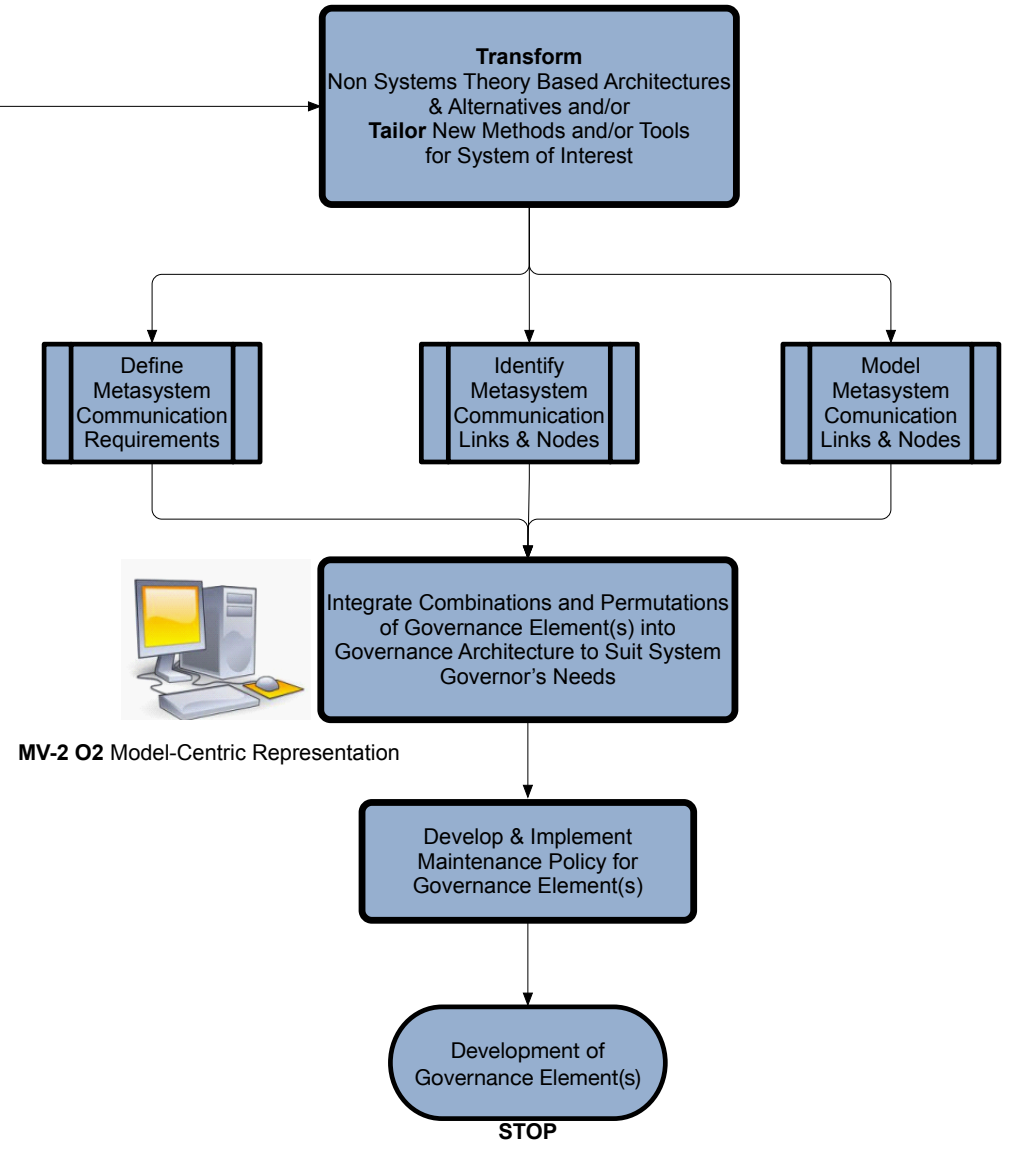 Transform
Non Systems Theory Based Architectures
& Alternatives and/or
Tailor New Methods and/or Tools
for System of Interest
Define
Metasystem
Communication
Requirements
Identify
Metasystem
Communication
Links & Nodes
Model
Metasystem
Comunication
Links & Nodes
Integrate Combinations and Permutations
of Governance Element(s) into
Governance Architecture to Suit System
Governor’s Needs
MV-2 O2 Model-Centric Representation
Develop & Implement
Maintenance Policy for
Governance Element(s)
Development of
Governance Element(s)
STOP